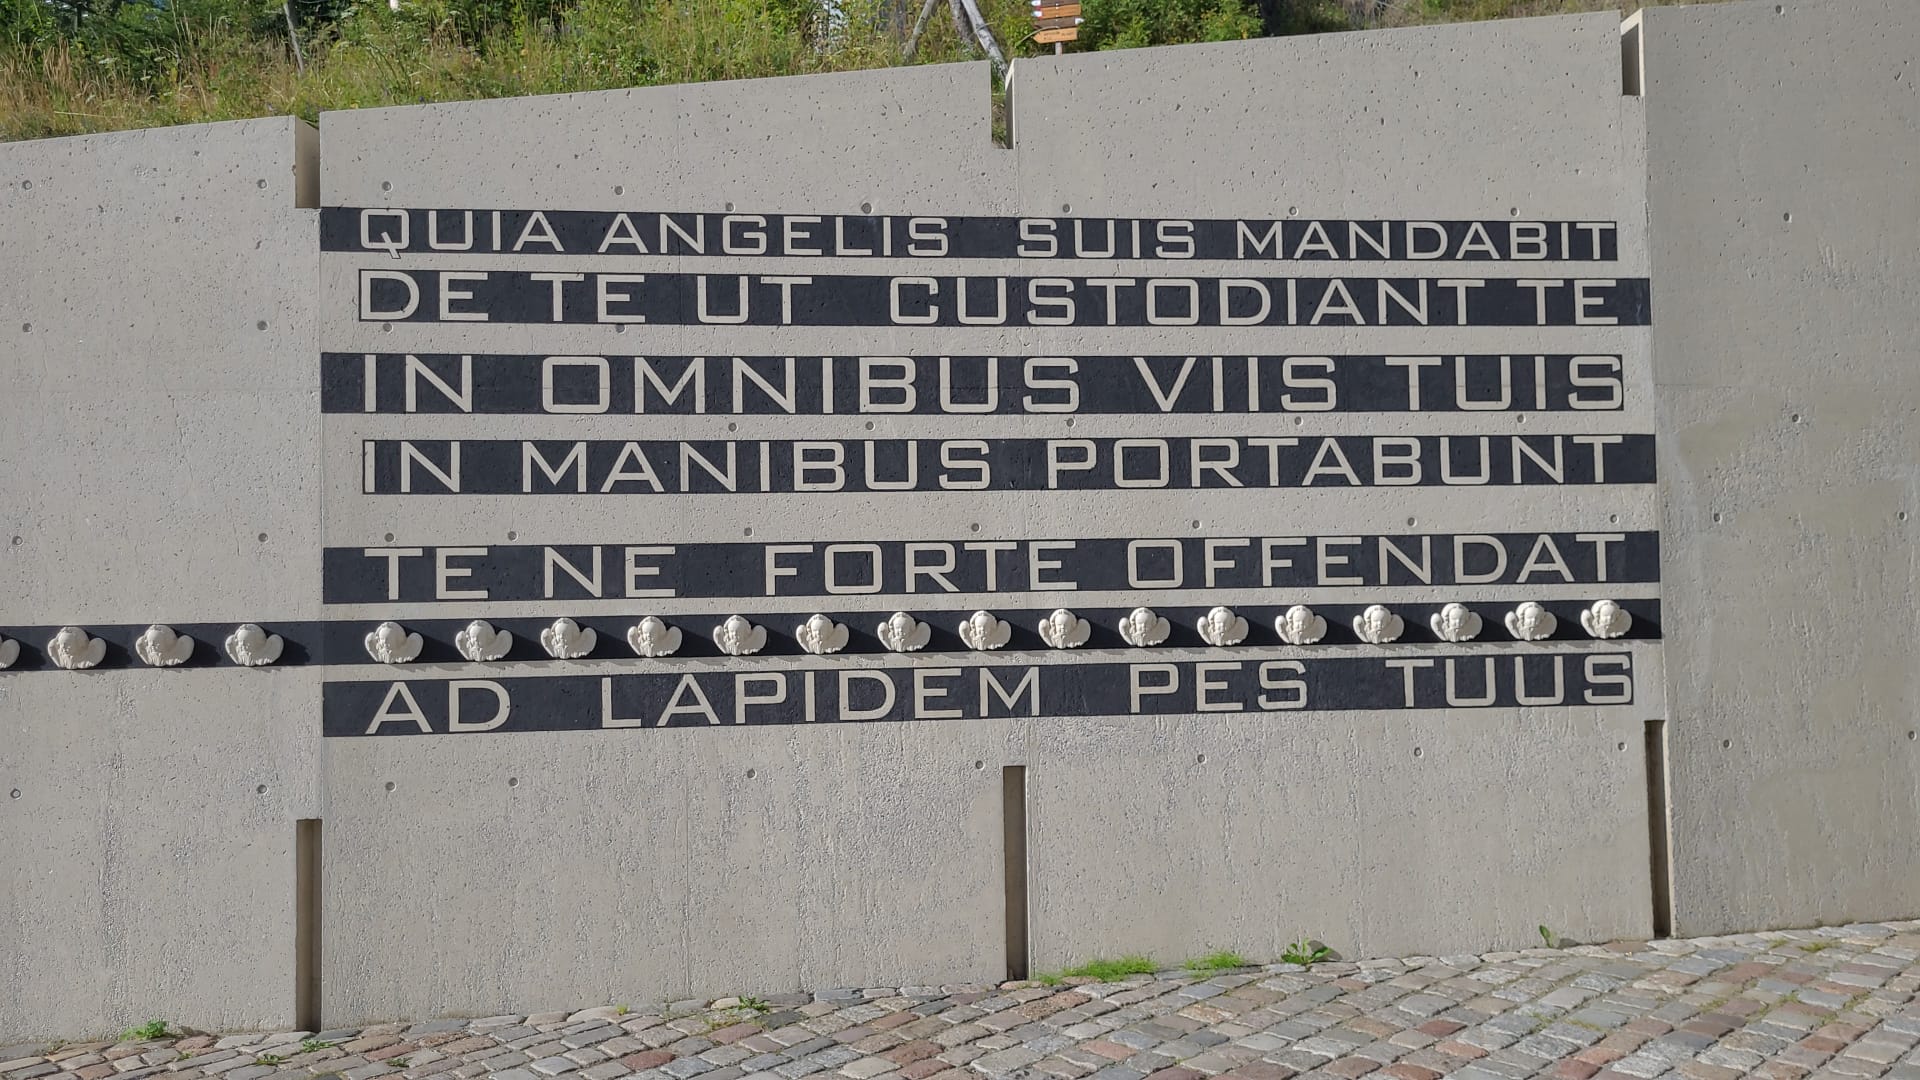 QUIA ANGELIS SUIS MANDABIT
DE TE UT CUSTODIANT TE
IN OMNIBUS VIIS TUIS
IN MANIBUS PORTABUNT
TE NE FORTE OFFENDAT
AD LAPIDEM PES TUUS